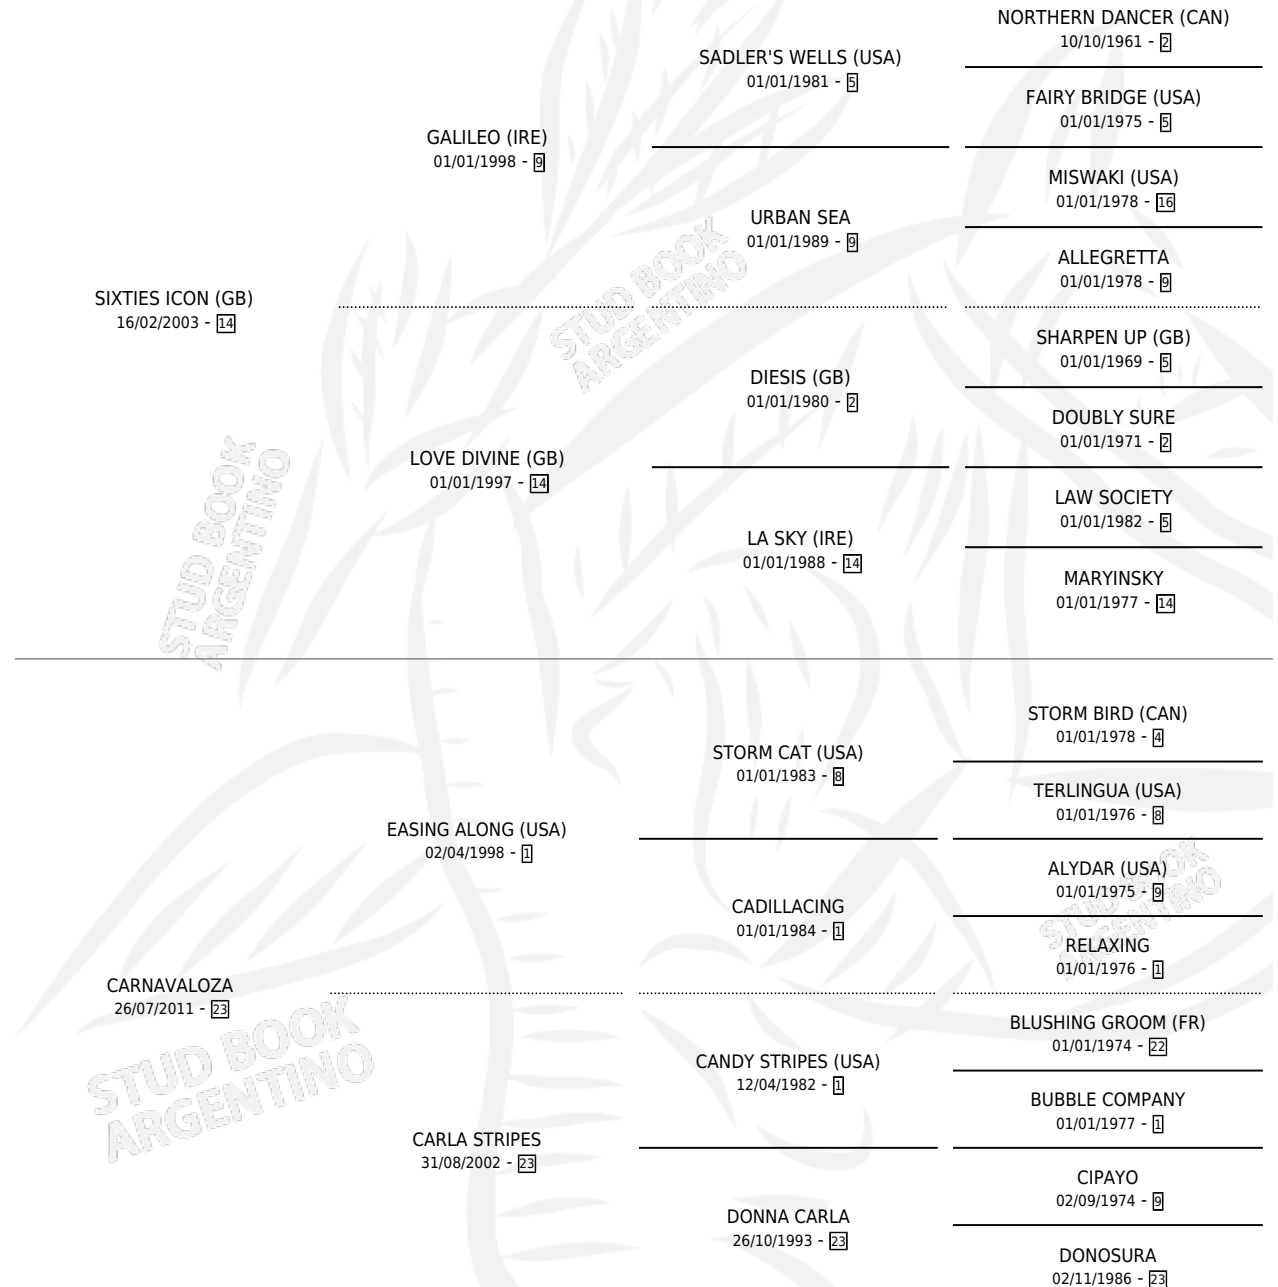 NORTHERN DANCER (CAN)
10/10/1961 - 2
SADLER'S WELLS (USA)
01/01/1981 - 5
FAIRY BRIDGE (USA)
01/01/1975 - 5
GALILEO (IRE)
01/01/1998 - 9
MISWAKI (USA)
01/01/1978 - 16
URBAN SEA
01/01/1989 - 9
ALLEGRETTA
01/01/1978 - 9
SIXTIES ICON (GB)
16/02/2003 - 14
SHARPEN UP (GB)
01/01/1969 - 5
DIESIS (GB)
01/01/1980 - 2
DOUBLY SURE
01/01/1971 - 2
LOVE DIVINE (GB)
01/01/1997 - 14
LAW SOCIETY
01/01/1982 - 5
LA SKY (IRE)
01/01/1988 - 14
MARYINSKY
01/01/1977 - 14
STORM BIRD (CAN)
01/01/1978 - 4
STORM CAT (USA)
01/01/1983 - 8
TERLINGUA (USA)
01/01/1976 - 8
EASING ALONG (USA)
02/04/1998 - 1
ALYDAR (USA)
01/01/1975 - 9
CADILLACING
01/01/1984 - 1
RELAXING
01/01/1976 - 1
CARNAVALOZA
26/07/2011 - 23
BLUSHING GROOM (FR)
01/01/1974 - 22
CANDY STRIPES (USA)
12/04/1982 - 1
BUBBLE COMPANY
01/01/1977 - 1
CARLA STRIPES
31/08/2002 - 23
CIPAYO
02/09/1974 - 9
DONNA CARLA
26/10/1993 - 23
DONOSURA
02/11/1986 - 23
STUD BOOK
ARGENTINO
STUD BOOK
ARGENTINO
STUD BOOK
ARGENTINO
STUD BOOK
ARGENTINO